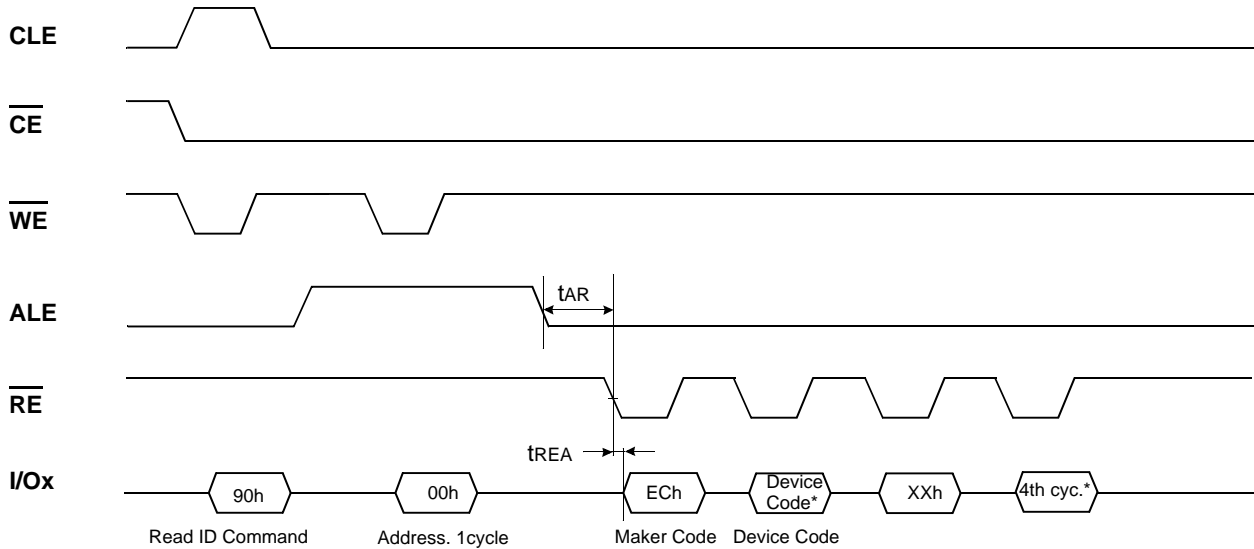 CLE
CE
WE
ALE
tAR
RE
tREA
I/Ox
90h
00h
ECh
Device
Code*
XXh
4th cyc.*
Read ID Command
Address. 1cycle
Maker Code
Device Code